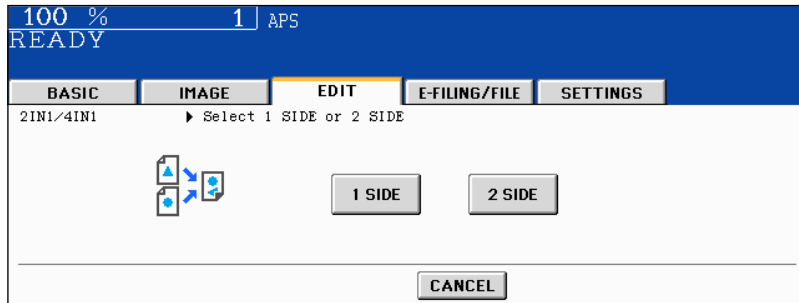 100 % 1 APS
READY
BASIC IMAGE EDIT E-FILING/FILE SETTINGS
2IN1/4IN1 Select 1 SIDE or 2 SIDE
1 SIDE 2 SIDE
CANCEL